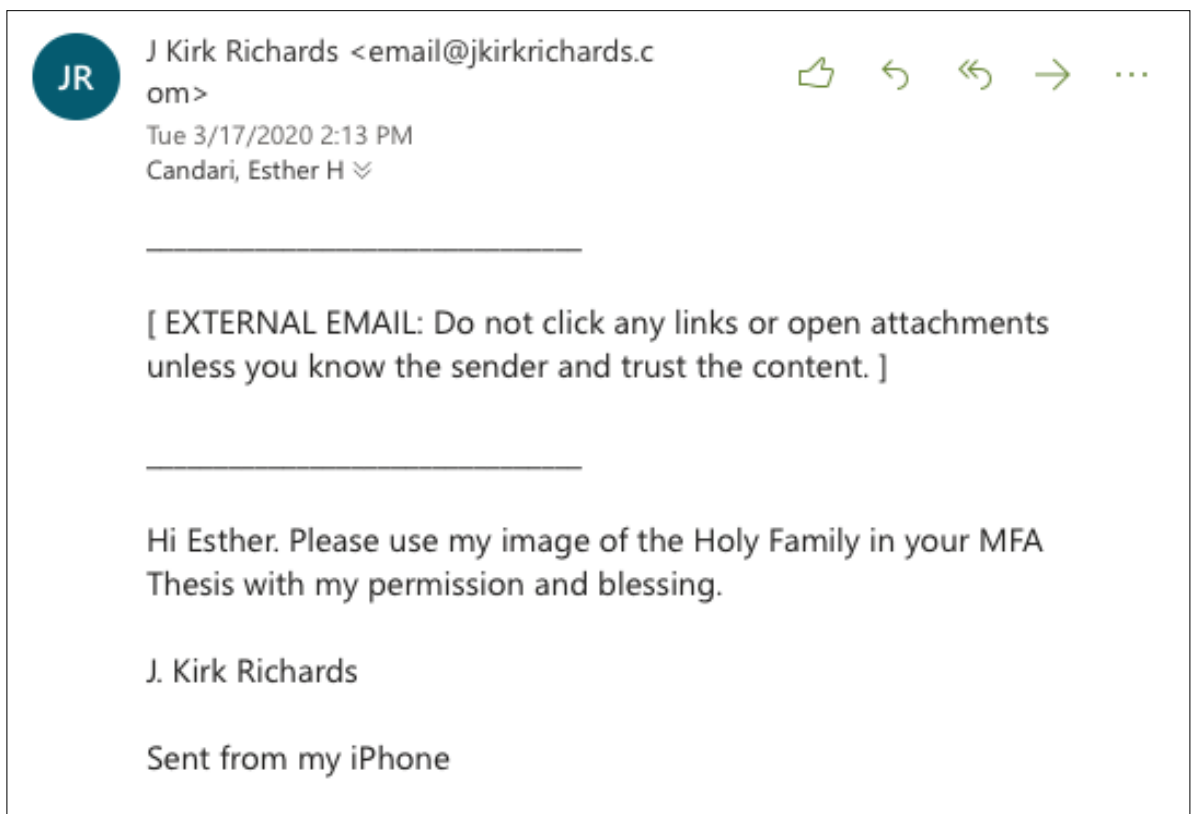 JR
J Kirk Richards <email@jkirkrichards.c
om>
Tue 3/17/2020 2:13 PM
Candari, Esther H
[ EXTERNAL EMAIL: Do not click any links or open attachments
unless you know the sender and trust the content. ]
Hi Esther. Please use my image of the Holy Family in your MFA
Thesis with my permission and blessing.
J. Kirk Richards
Sent from my iPhone